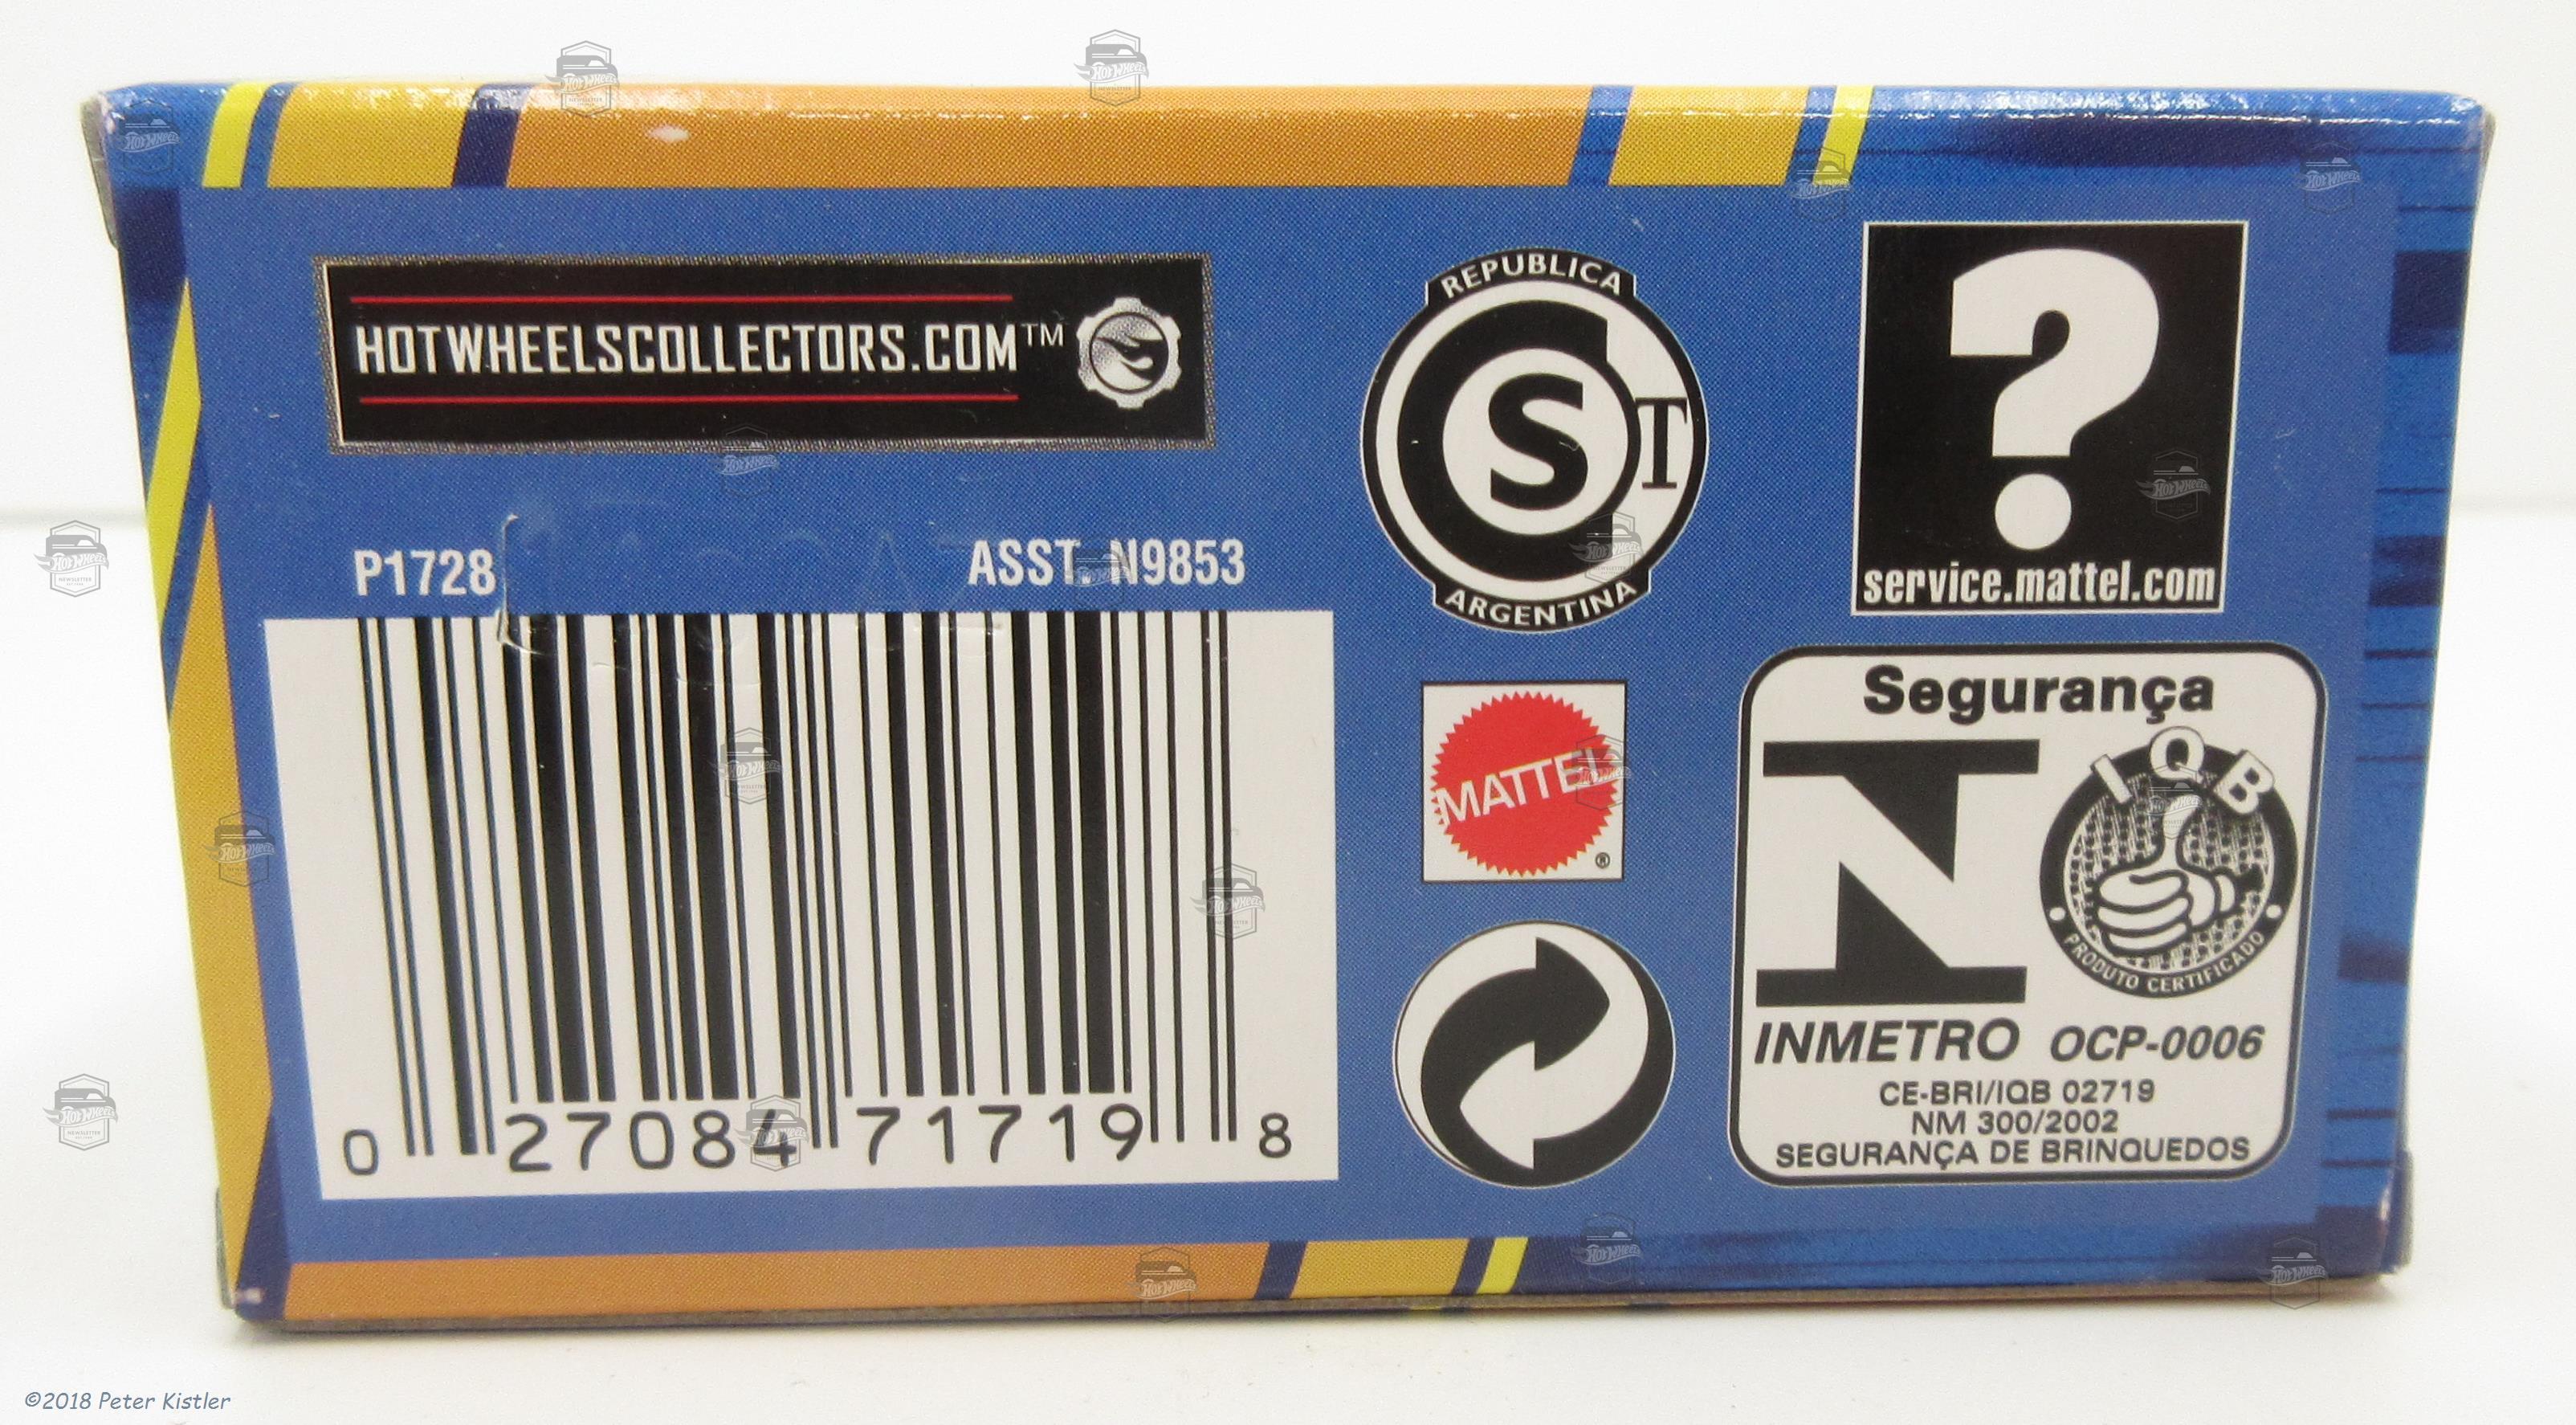 HOTWHEELSCOLLECTORS.COM™
P1728
ASST. N9853
0 27084 71719 8
REPUBLICA
S T
ARGENTINA
?
service.mattel.com
MATTEL
®
Segurança
N
IQB
PRODUTO CERTIFICADO
INMETRO OCP-0006
CE-BRI/IQB 02719
NM 300/2002
SEGURANÇA DE BRINQUEDOS
©2018 Peter Kistler